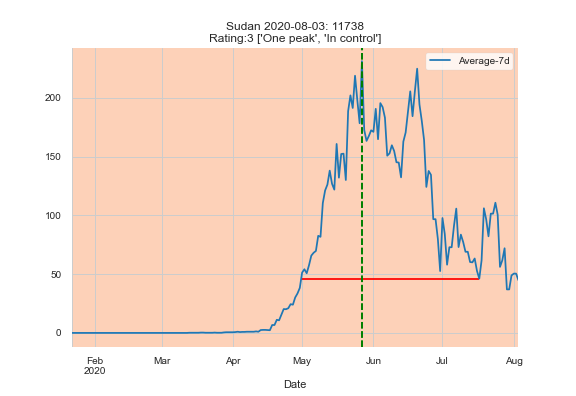 Sudan 2020-08-03: 11738
Rating:3 ['One peak', 'In control']
Average-7d
200
150
100
50
0
Feb
2020
Mar
Apr
May
Jun
Jul
Aug
Date